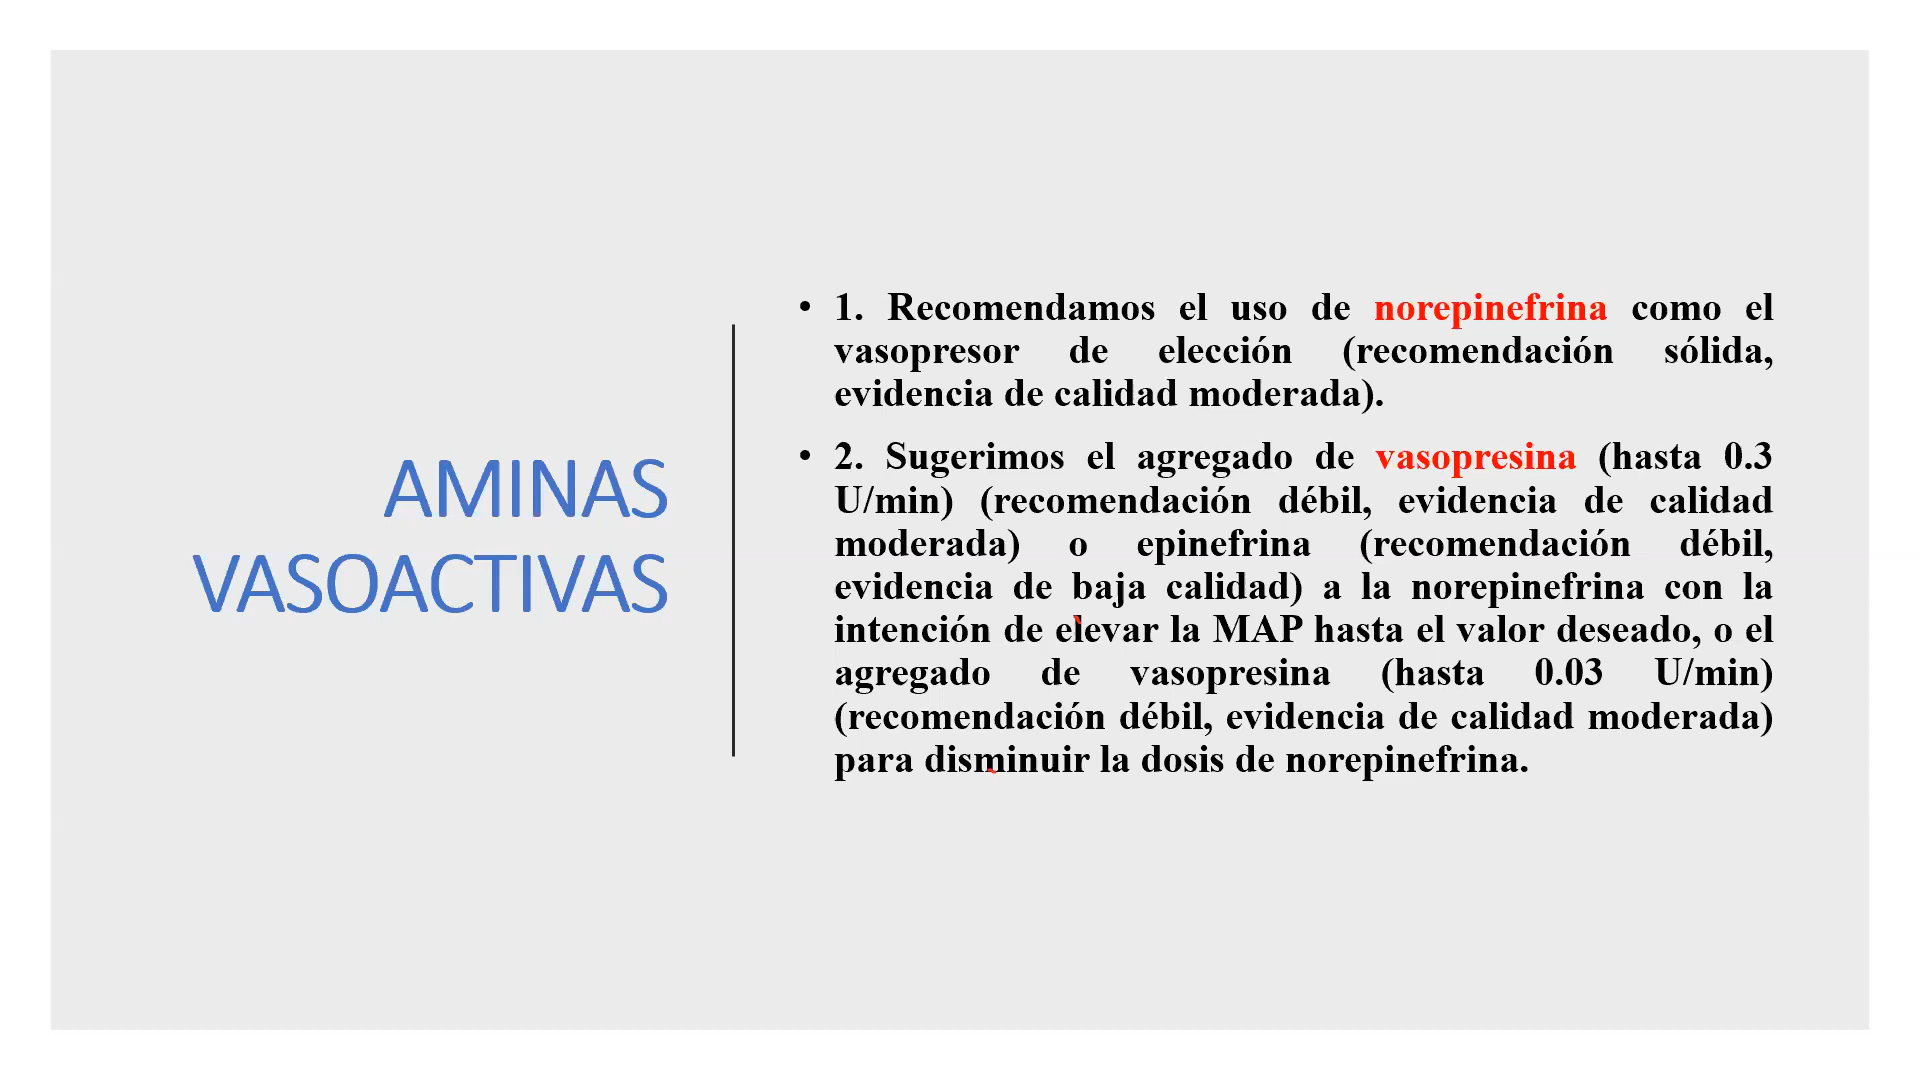 AMINAS
VASOACTIVAS
• 1. Recomendamos el uso de norepinefrina como el
vasopresor de elección (recomendación sólida,
evidencia de calidad moderada).
• 2. Sugerimos el agregado de vasopresina (hasta 0.3
U/min) (recomendación débil, evidencia de calidad
moderada) o epinefrina (recomendación débil,
evidencia de baja calidad) a la norepinefrina con la
intención de elevar la MAP hasta el valor deseado, o el
agregado de vasopresina (hasta 0.03 U/min)
(recomendación débil, evidencia de calidad moderada)
para disminuir la dosis de norepinefrina.